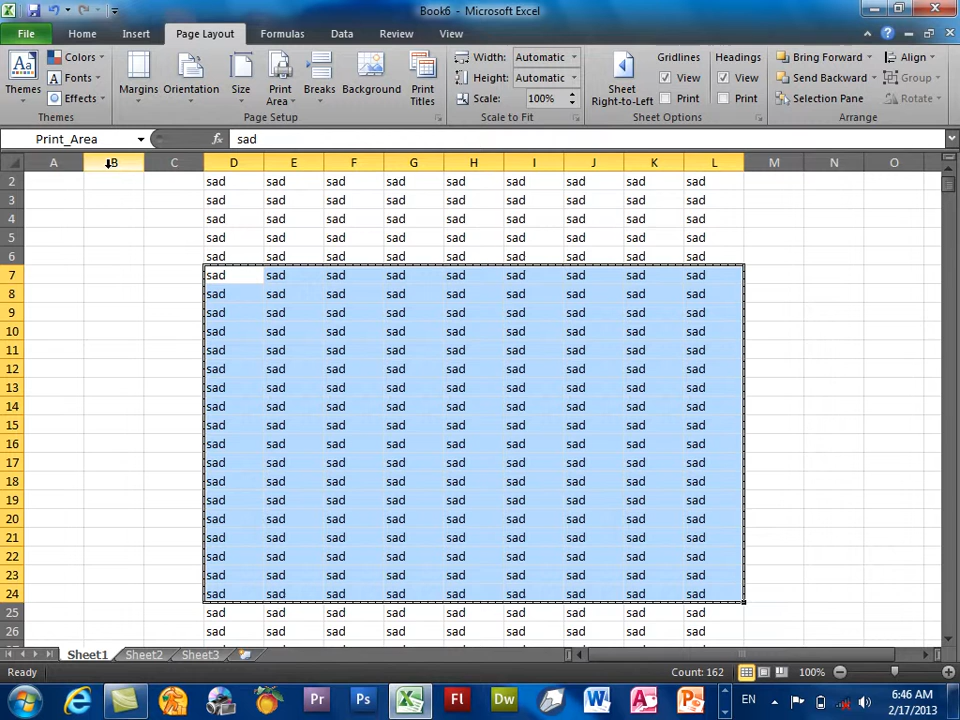 Book6 - Microsoft Excel
File Home Insert Page Layout Formulas Data Review View
Themes Colors Fonts Effects Margins Orientation Size Print Area Breaks Background Print Titles Width: Automatic Height: Automatic Scale: 100% Sheet Right-to-Left Gridlines View Print Headings View Print Bring Forward Send Backward Selection Pane Align Group Rotate
Themes Page Setup Scale to Fit Sheet Options Arrange
Print_Area fx sad
A B C D E F G H I J K L M N O
2 sad sad sad sad sad sad sad sad sad
3 sad sad sad sad sad sad sad sad sad
4 sad sad sad sad sad sad sad sad sad
5 sad sad sad sad sad sad sad sad sad
6 sad sad sad sad sad sad sad sad sad
7 sad sad sad sad sad sad sad sad sad
8 sad sad sad sad sad sad sad sad sad
9 sad sad sad sad sad sad sad sad sad
10 sad sad sad sad sad sad sad sad sad
11 sad sad sad sad sad sad sad sad sad
12 sad sad sad sad sad sad sad sad sad
13 sad sad sad sad sad sad sad sad sad
14 sad sad sad sad sad sad sad sad sad
15 sad sad sad sad sad sad sad sad sad
16 sad sad sad sad sad sad sad sad sad
17 sad sad sad sad sad sad sad sad sad
18 sad sad sad sad sad sad sad sad sad
19 sad sad sad sad sad sad sad sad sad
20 sad sad sad sad sad sad sad sad sad
21 sad sad sad sad sad sad sad sad sad
22 sad sad sad sad sad sad sad sad sad
23 sad sad sad sad sad sad sad sad sad
24 sad sad sad sad sad sad sad sad sad
25 sad sad sad sad sad sad sad sad sad
26 sad sad sad sad sad sad sad sad sad
Sheet1 Sheet2 Sheet3
Ready Count: 162 100%
Pr Ps Fl Dw EN 6:46 AM
2/17/2013